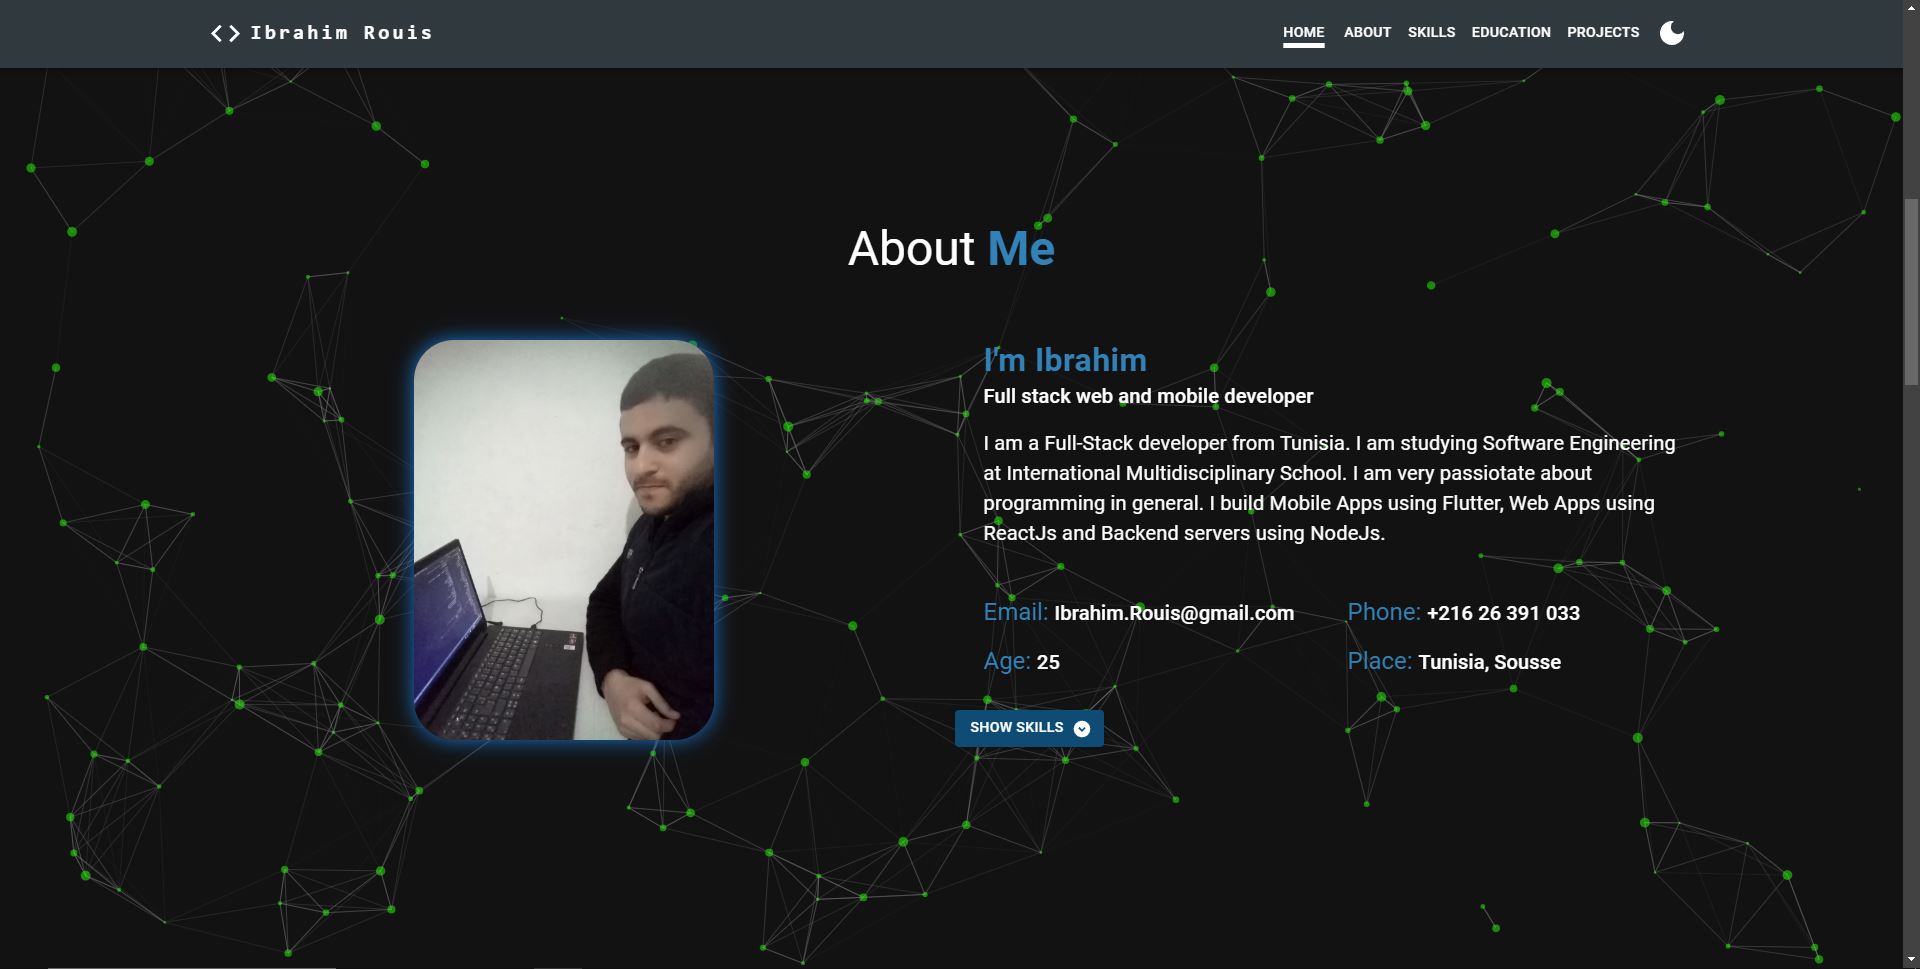 Ibrahim Rouis
HOME ABOUT SKILLS EDUCATION PROJECTS
About Me
I'm Ibrahim
Full stack web and mobile developer
I am a Full-Stack developer from Tunisia. I am studying Software Engineering
at International Multidisciplinary School. I am very passiotate about
programming in general. I build Mobile Apps using Flutter, Web Apps using
ReactJs and Backend servers using NodeJs.
Email: Ibrahim.Rouis@gmail.com Phone: +216 26 391 033
Age: 25 Place: Tunisia, Sousse
SHOW SKILLS